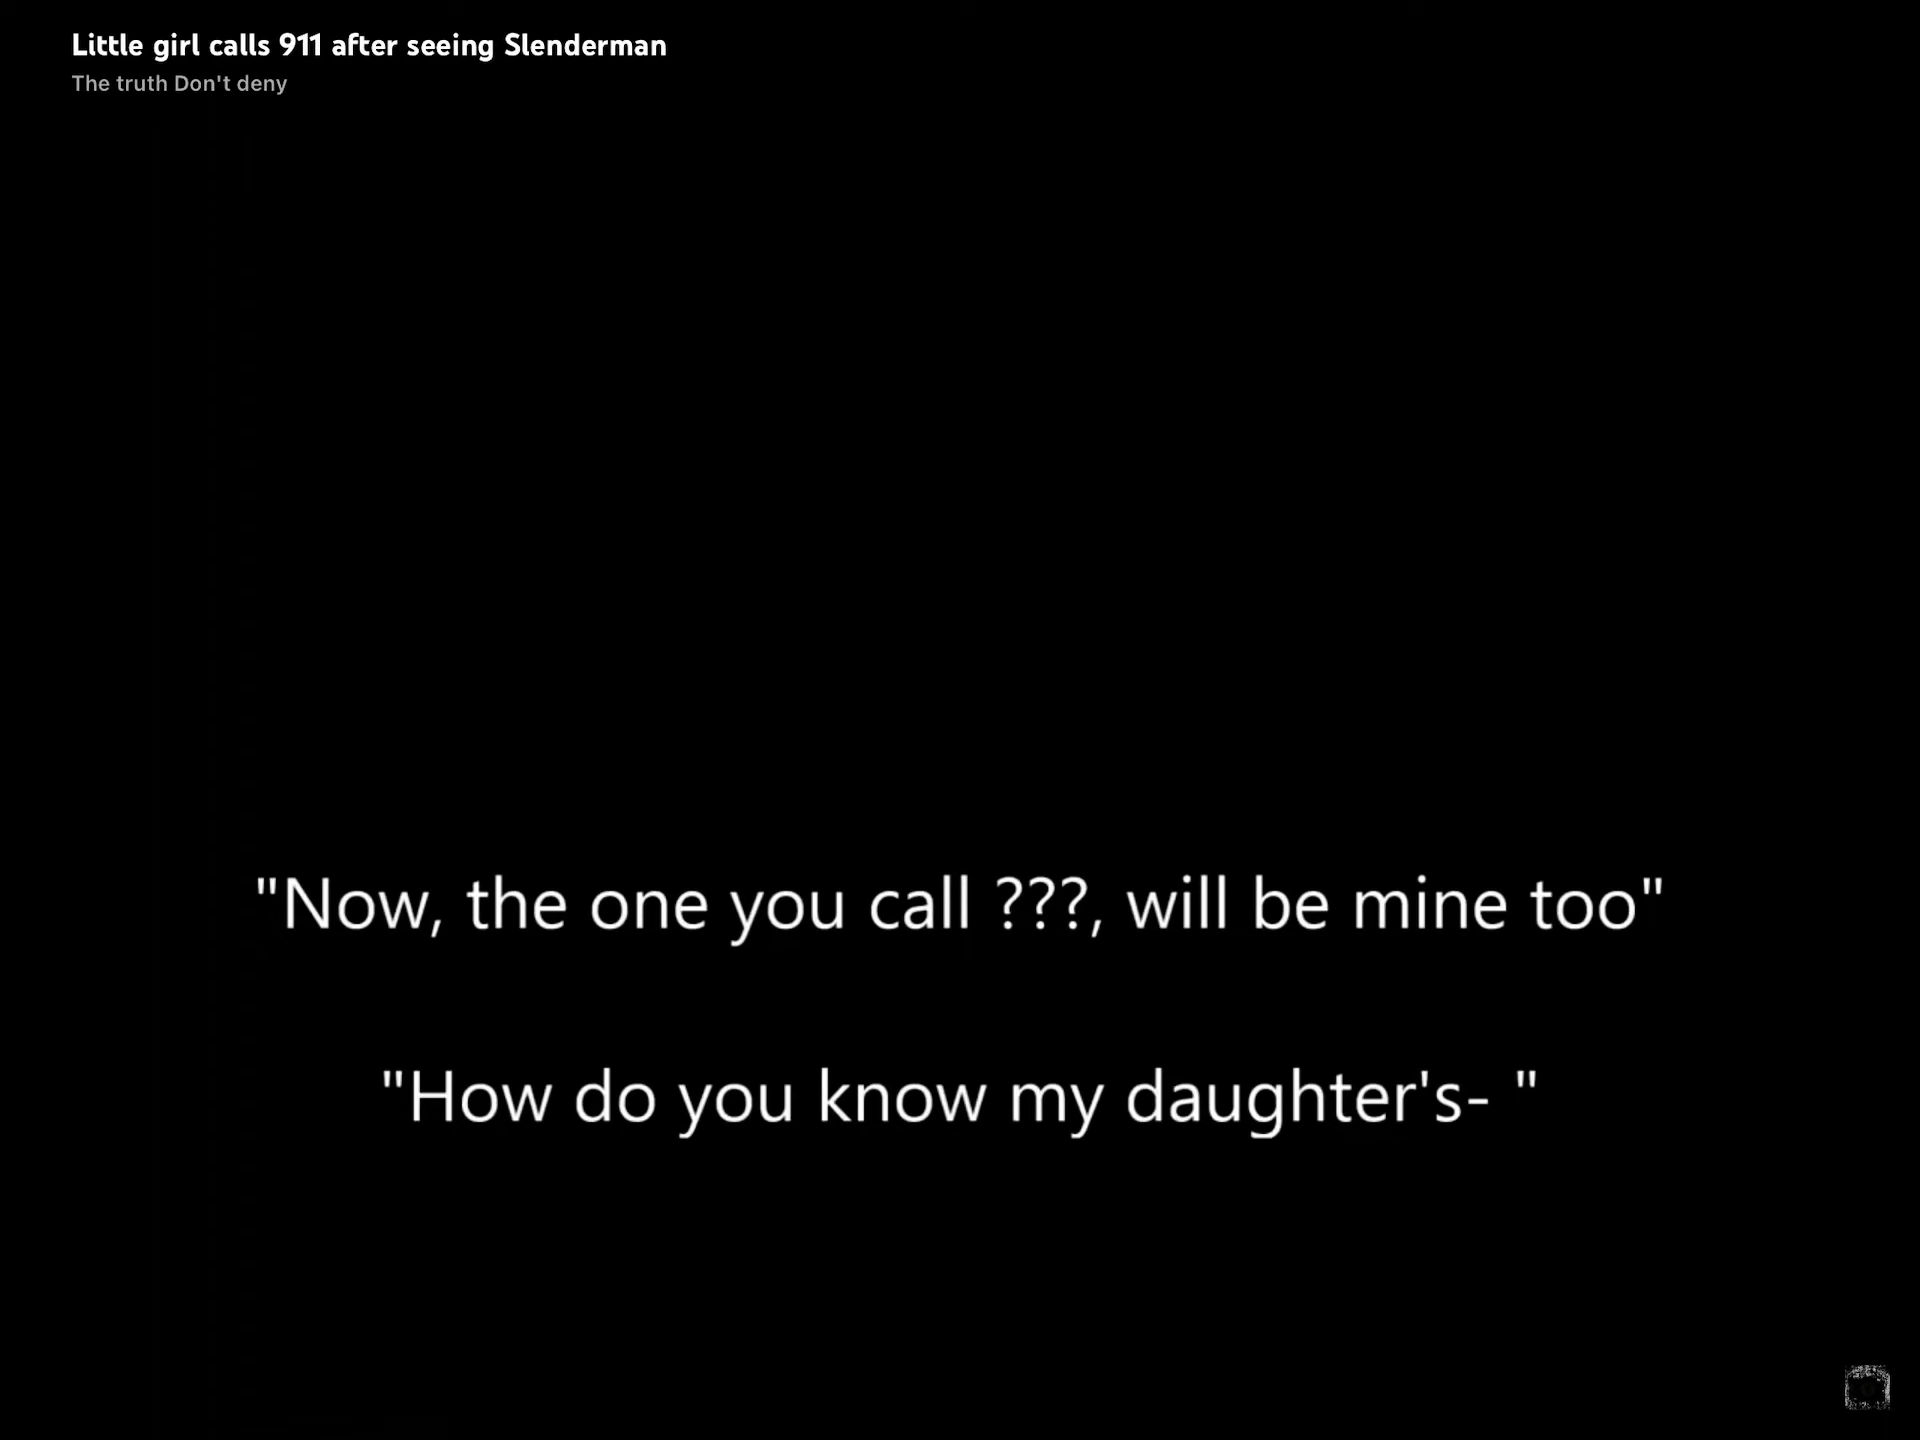 Little girl calls 911 after seeing Slenderman
The truth Don't deny
"Now, the one you call ???, will be mine too"
"How do you know my daughter's- "